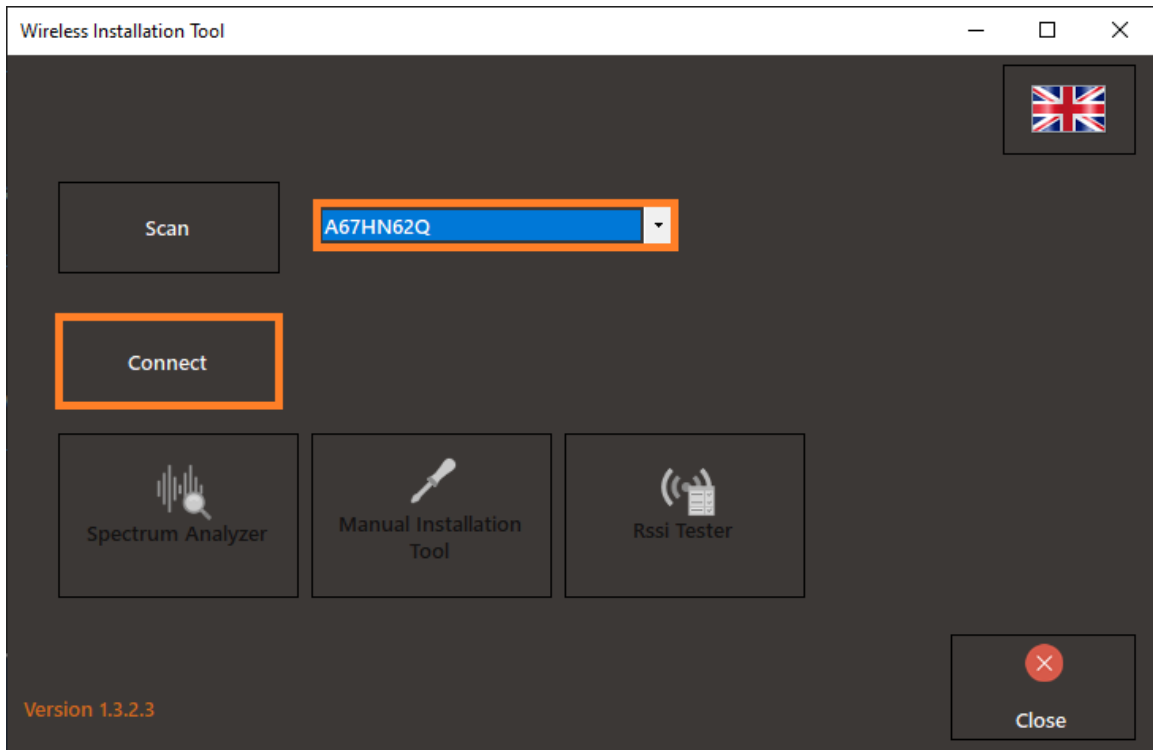 Wireless Installation Tool
Scan
A67HN62Q
Connect
Spectrum Analyzer
Manual Installation
Tool
Rssi Tester
Version 1.3.2.3
Close